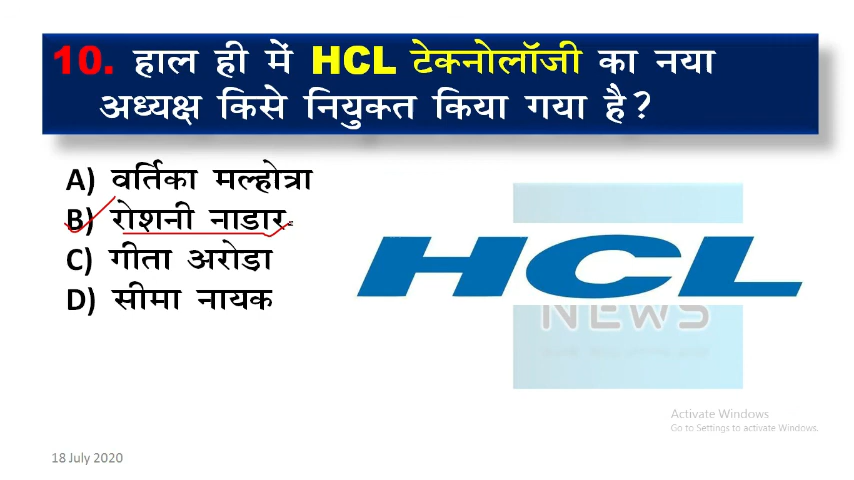 10. हाल ही में HCL टेक्नोलॉजी का नया
अध्यक्ष किसे नियुक्त किया गया है?
A) वर्तिका मल्होत्रा
B) रोशनी नाडार
C) गीता अरोड़ा
D) सीमा नायक
HCL
NEWS
Activate Windows
Go to Settings to activate Windows.
18 July 2020